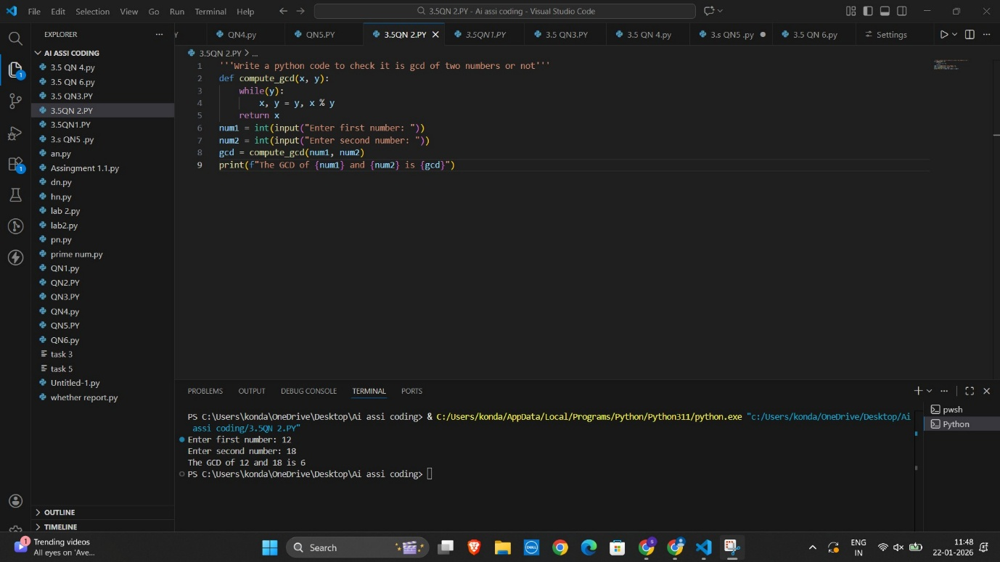 File Edit Selection View Go Run Terminal Help
3.5QN 2.PY - Ai assi coding - Visual Studio Code
EXPLORER
Y QN4.py QN5.PY 3.5QN 2.PY 3.5QN1.PY 3.5 QN3.PY 3.5 QN 4.py 3.s QN5 .py 3.5 QN 6.py Settings
AI ASSI CODING
3.5 QN 4.py
3.5 QN 6.py
3.5 QN3.PY
3.5QN 2.PY
3.5QN1.PY
3.s QN5 .py
an.py
Assingment 1.1.py
dn.py
hn.py
lab 2.py
lab2.py
pn.py
prime num.py
QN1.py
QN2.PY
QN3.PY
QN4.py
QN5.PY
QN6.py
task 3
task 5
Untitled-1.py
whether report.py
OUTLINE
TIMELINE
1
1
3.5QN 2.PY > ...
1 '''Write a python code to check it is gcd of two numbers or not'''
2 def compute_gcd(x, y):
3 while(y):
4 x, y = y, x % y
5 return x
6 num1 = int(input("Enter first number: "))
7 num2 = int(input("Enter second number: "))
8 gcd = compute_gcd(num1, num2)
9 print(f"The GCD of {num1} and {num2} is {gcd}")
PROBLEMS OUTPUT DEBUG CONSOLE TERMINAL PORTS
PS C:\Users\konda\OneDrive\Desktop\Ai assi coding> & C:/Users/konda/AppData/Local/Programs/Python/Python311/python.exe "c:/Users/konda/OneDrive/Desktop/Ai
assi coding/3.5QN 2.PY"
Enter first number: 12
Enter second number: 18
The GCD of 12 and 18 is 6
PS C:\Users\konda\OneDrive\Desktop\Ai assi coding>
pwsh
Python
1
Trending videos
All eyes on 'Ave...
Search
DELL
S
ENG
IN
11:48
22-01-2026